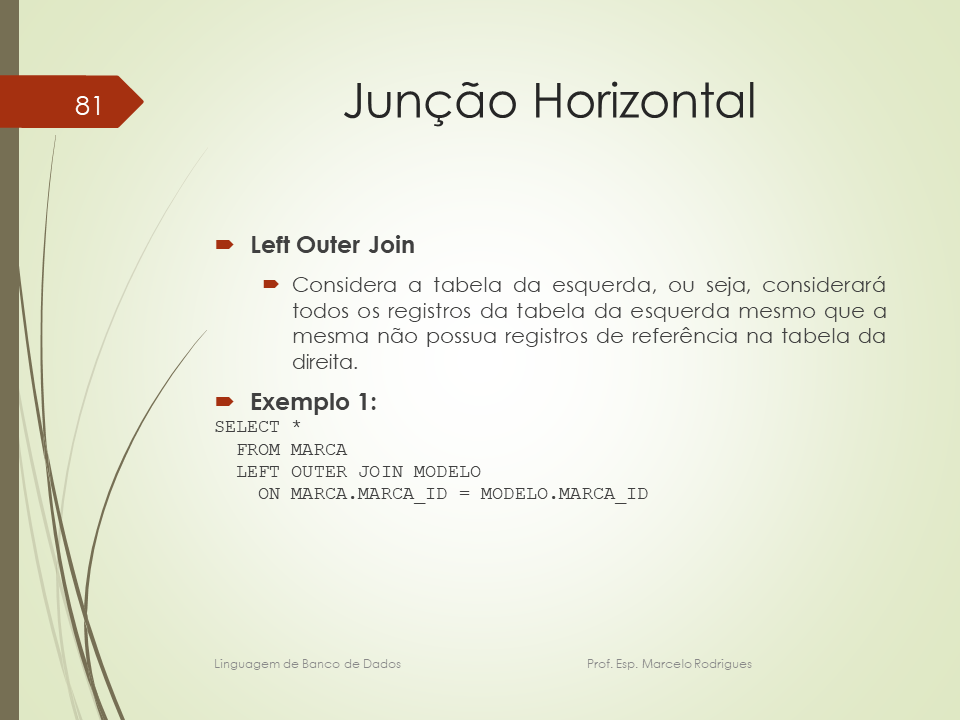 81
Junção Horizontal
Left Outer Join
Considera a tabela da esquerda, ou seja, considerará
todos os registros da tabela da esquerda mesmo que a
mesma não possua registros de referência na tabela da
direita.
Exemplo 1:
SELECT *
  FROM MARCA
  LEFT OUTER JOIN MODELO
    ON MARCA.MARCA_ID = MODELO.MARCA_ID
Linguagem de Banco de Dados Prof. Esp. Marcelo Rodrigues